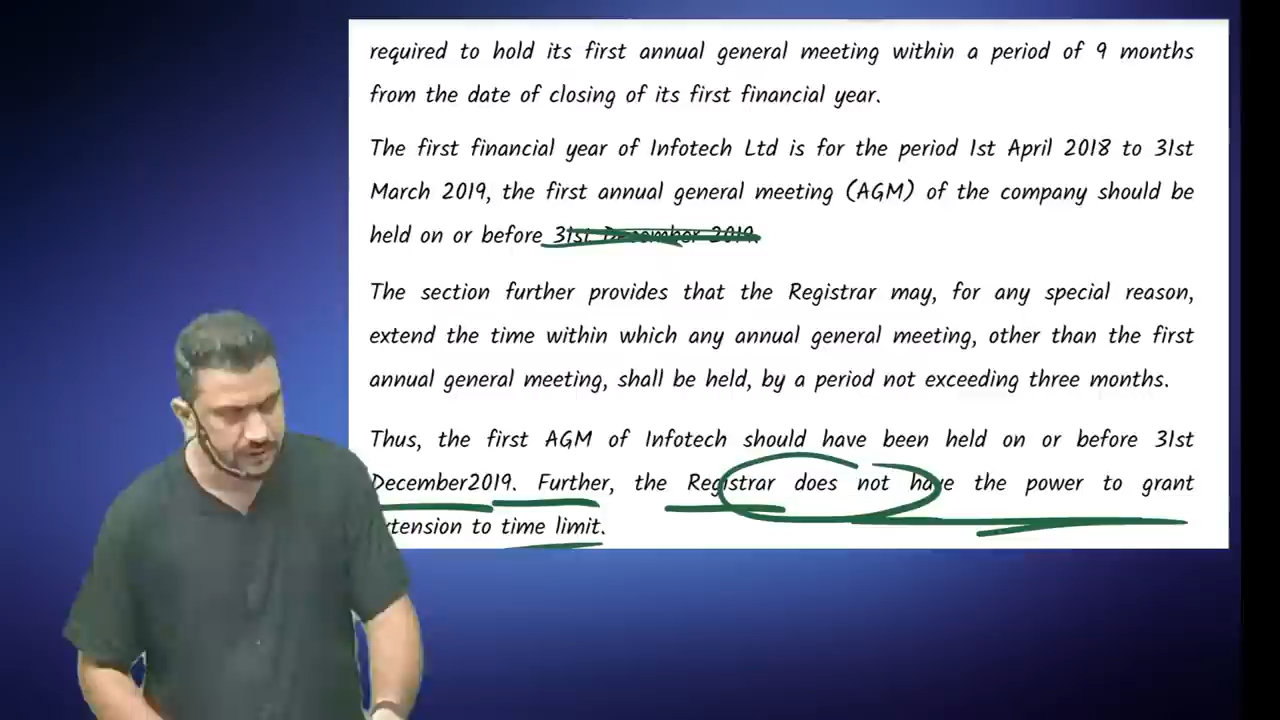 required to hold its first annual general meeting within a period of 9 months
from the date of closing of its first financial year.
The first financial year of Infotech Ltd is for the period 1st April 2018 to 31st
March 2019, the first annual general meeting (AGM) of the company should be
held on or before 31st December 2019.
The section further provides that the Registrar may, for any special reason,
extend the time within which any annual general meeting, other than the first
annual general meeting, shall be held, by a period not exceeding three months.
Thus, the first AGM of Infotech should have been held on or before 31st
December2019. Further, the Registrar does not have the power to grant
xtension to time limit.